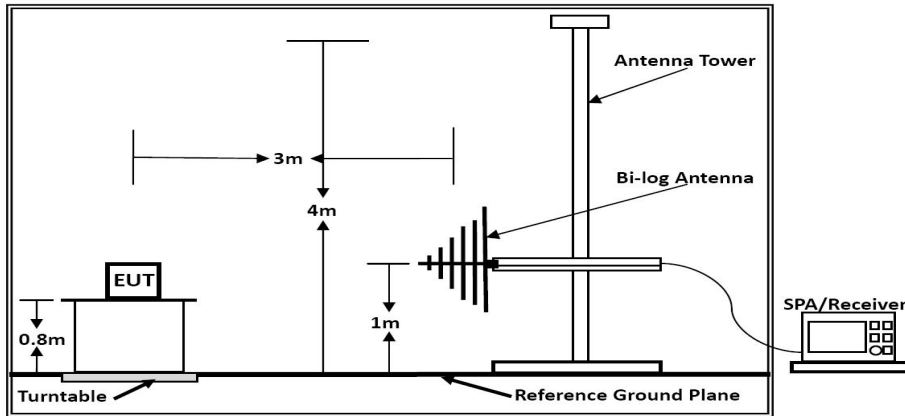 Antenna Tower
3m
Bi-log Antenna
4m
EUT
SPA/Receiver
1m
0.8m
Turntable
Reference Ground Plane